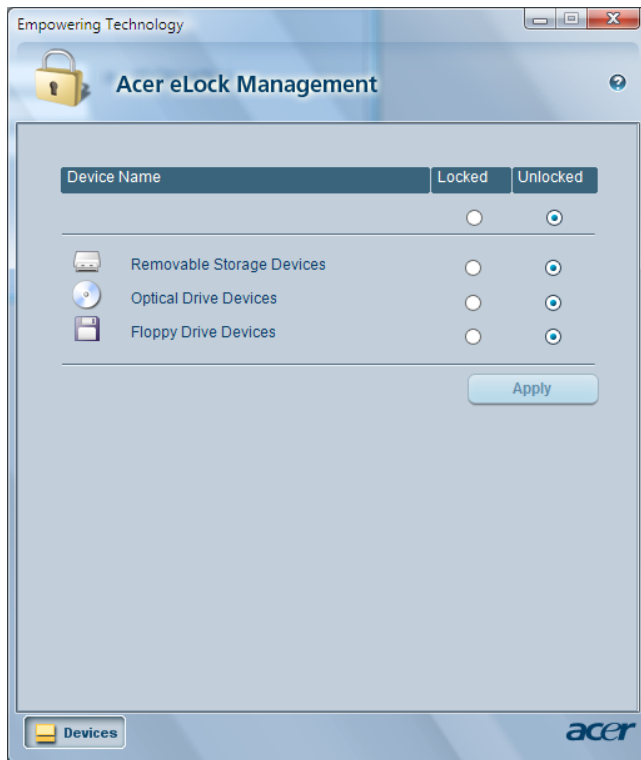 Empowering Technology
Acer eLock Management
Device Name Locked Unlocked
Removable Storage Devices
Optical Drive Devices
Floppy Drive Devices
Apply
Devices
acer